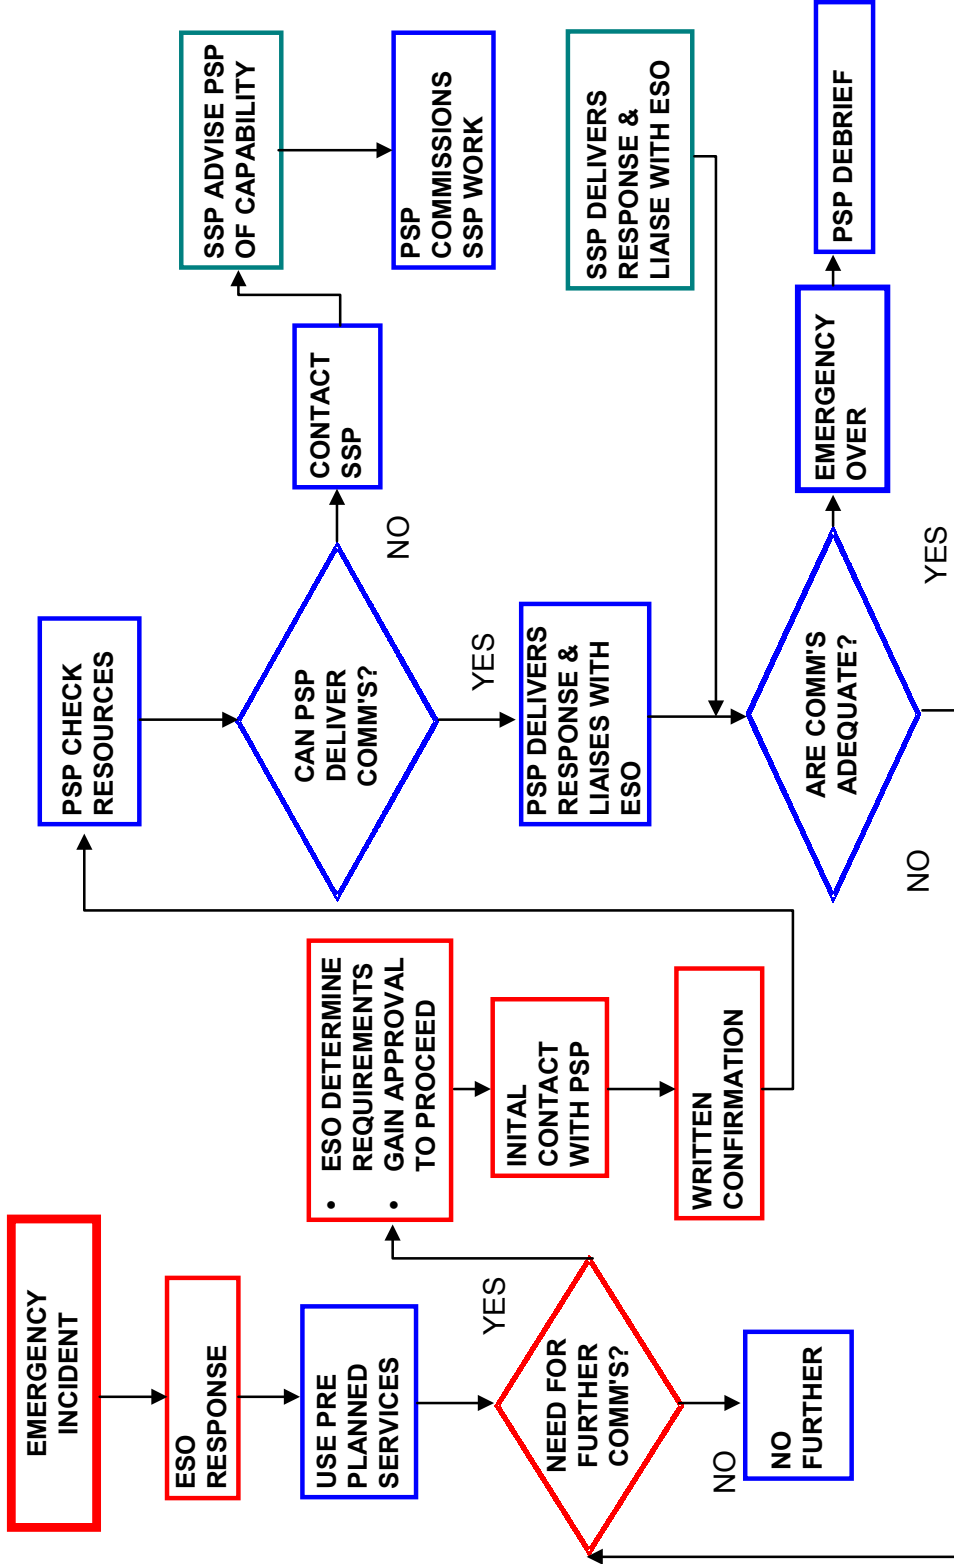 EMERGENCY
INCIDENT
ESO
RESPONSE
USE PRE
PLANNED
SERVICES
NEED FOR
FURTHER
COMM'S?
YES
NO
NO
FURTHER
• ESO DETERMINE
REQUIREMENTS
• GAIN APPROVAL
TO PROCEED
INITAL
CONTACT
WITH PSP
WRITTEN
CONFIRMATION
PSP CHECK
RESOURCES
CAN PSP
DELIVER
COMM'S?
NO
YES
CONTACT
SSP
SSP ADVISE PSP
OF CAPABILITY
PSP
COMMISSIONS
SSP WORK
PSP DELIVERS
RESPONSE &
LIAISES WITH
ESO
SSP DELIVERS
RESPONSE &
LIAISE WITH ESO
ARE COMM'S
ADEQUATE?
NO
YES
EMERGENCY
OVER
PSP DEBRIEF